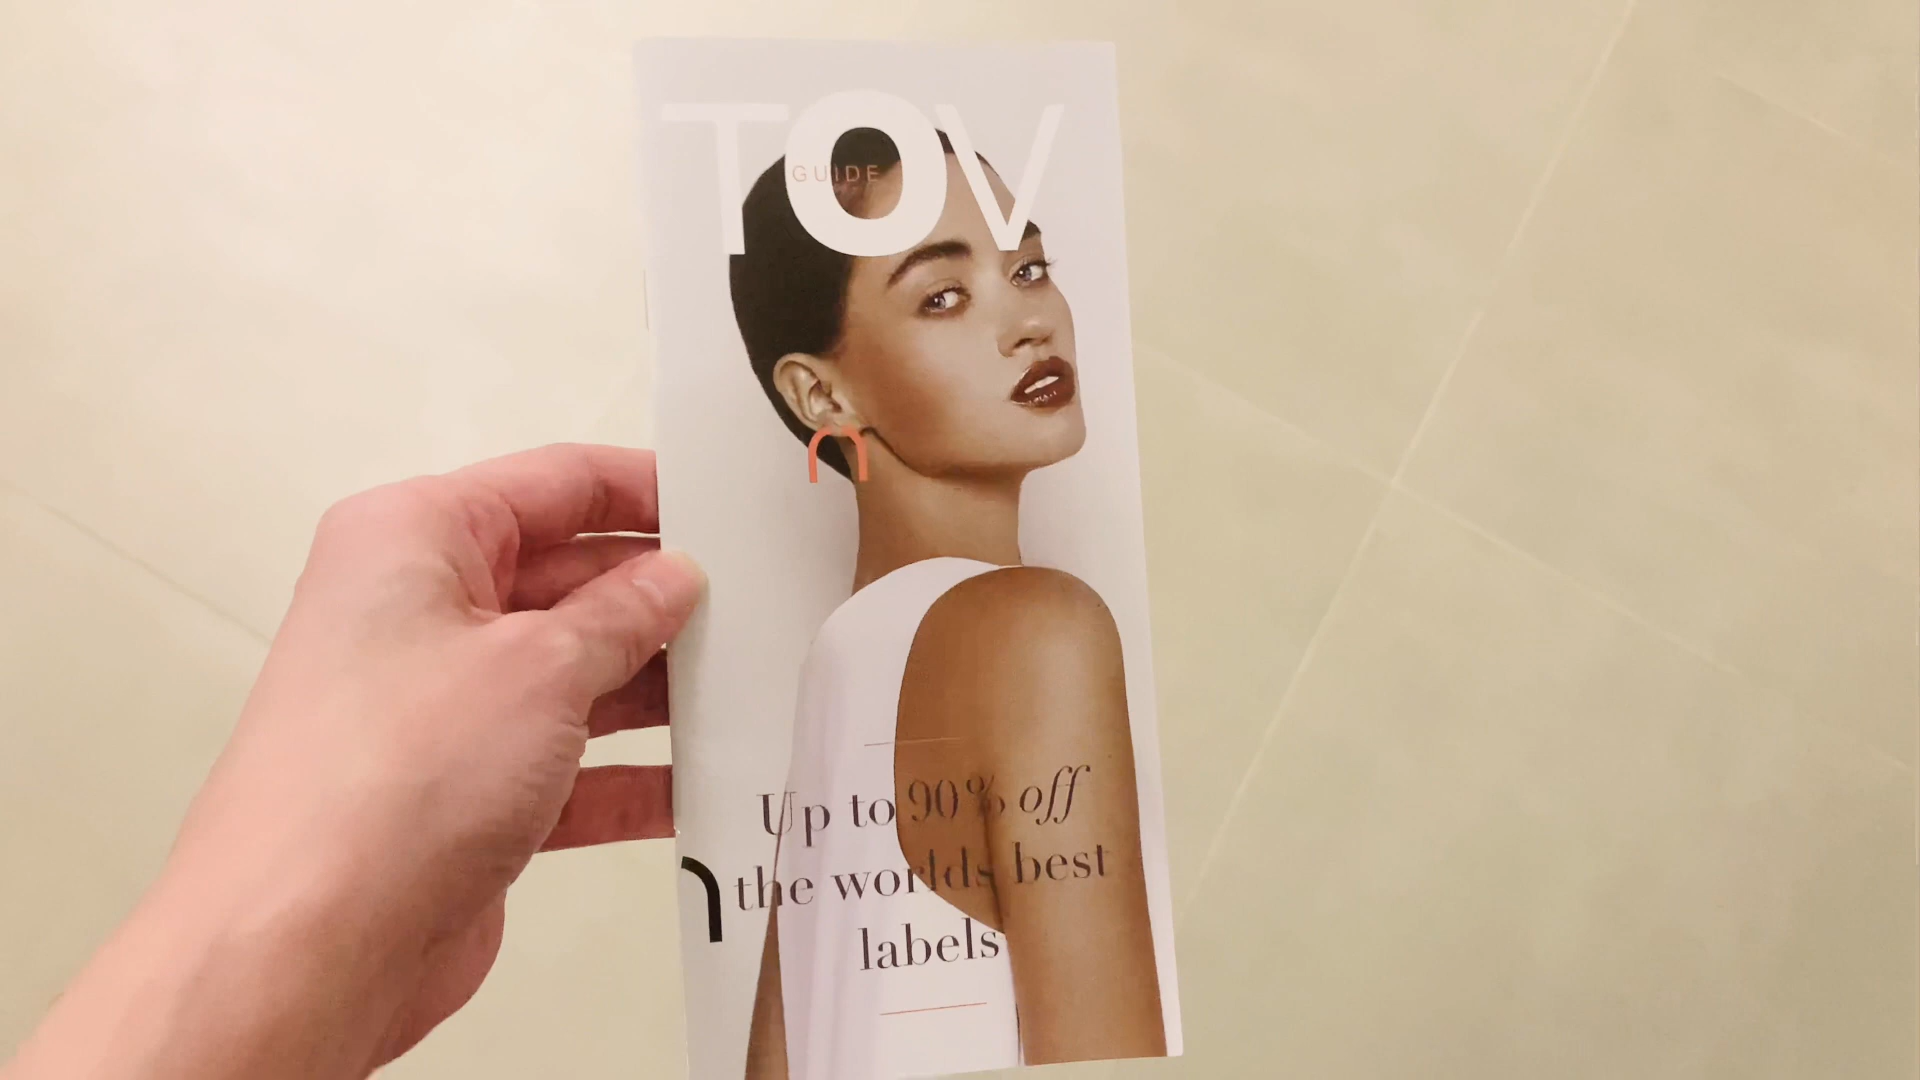 TOV
GUIDE
Up to 90% off
the worlds best
labels